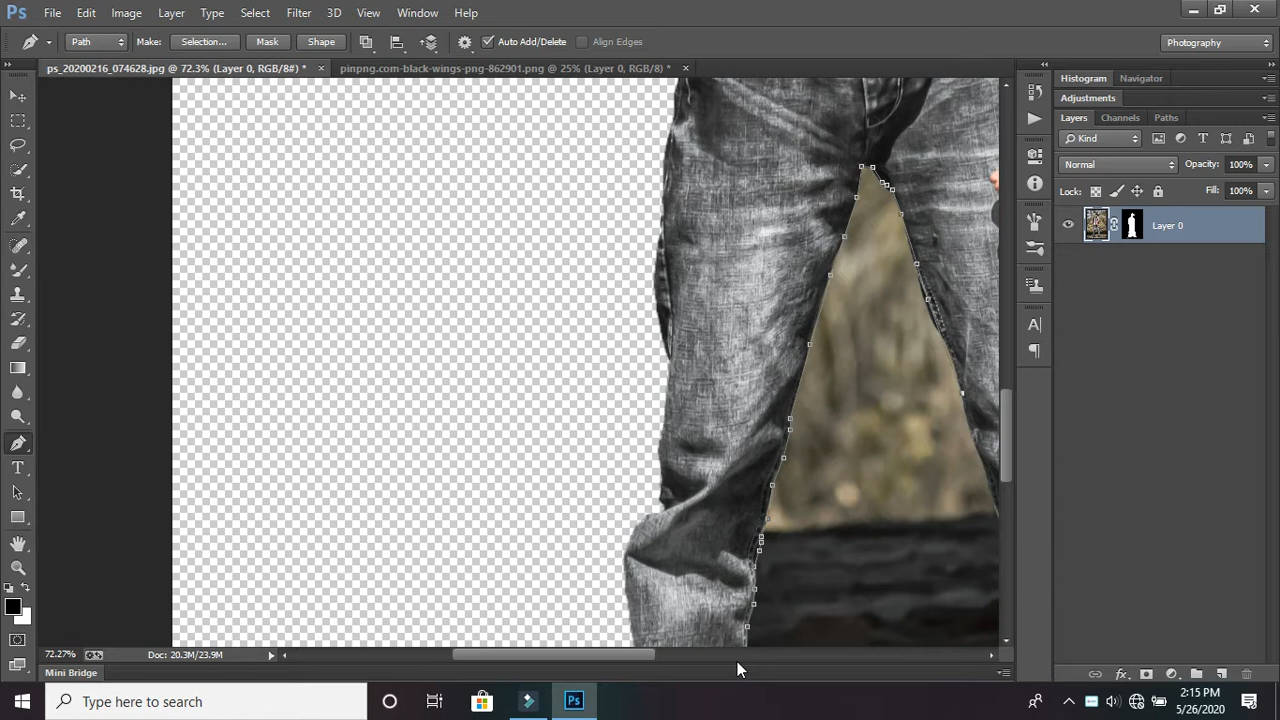 Ps File Edit Image Layer Type Select Filter 3D View Window Help
Path Make: Selection... Mask Shape Auto Add/Delete Align Edges Photography
ps_20200216_074628.jpg @ 72.3% (Layer 0, RGB/8#) * × pinpng.com-black-wings-png-862901.png @ 25% (Layer 0, RGB/8) * ×
Histogram Navigator
Adjustments
Layers Channels Paths
Kind
Normal Opacity: 100%
Lock: Fill: 100%
Layer 0
72.27% Doc: 20.3M/23.9M
Mini Bridge
Type here to search
Ps
2:15 PM
5/26/2020